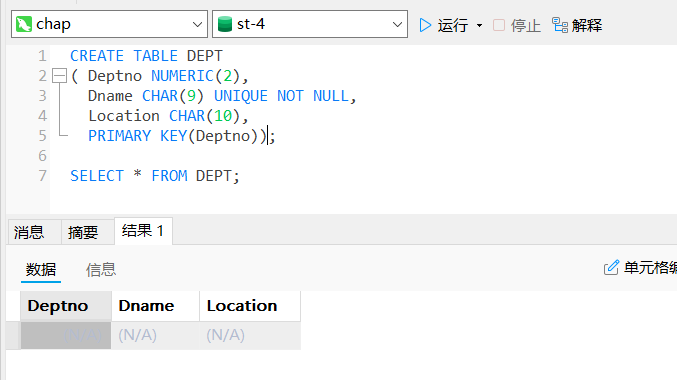 chap st-4 运行 停止 解释
1 CREATE TABLE DEPT
2 ( Deptno NUMERIC(2),
3 Dname CHAR(9) UNIQUE NOT NULL,
4 Location CHAR(10),
5 PRIMARY KEY(Deptno));
6
7 SELECT * FROM DEPT;
消息 摘要 结果 1
数据 信息 单元格编
Deptno Dname Location
(N/A) (N/A) (N/A)